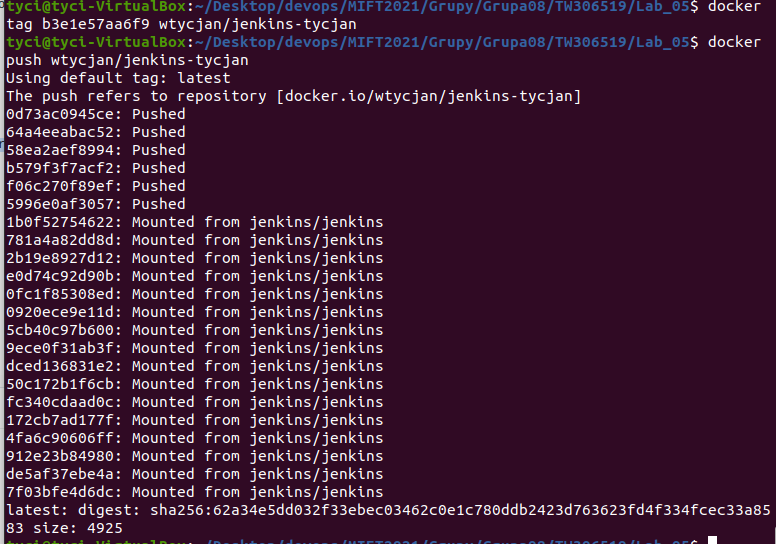 tyci@tyci-VirtualBox:~/Desktop/devops/MIFT2021/Grupy/Grupa08/TW306519/Lab_05$ docker
tag b3e1e57aa6f9 wtycjan/jenkins-tycjan
tyci@tyci-VirtualBox:~/Desktop/devops/MIFT2021/Grupy/Grupa08/TW306519/Lab_05$ docker
push wtycjan/jenkins-tycjan
Using default tag: latest
The push refers to repository [docker.io/wtycjan/jenkins-tycjan]
0d73ac0945ce: Pushed
64a4eeabac52: Pushed
58ea2aef8994: Pushed
b579f3f7acf2: Pushed
f06c270f89ef: Pushed
5996e0af3057: Pushed
1b0f52754622: Mounted from jenkins/jenkins
781a4a82dd8d: Mounted from jenkins/jenkins
2b19e8927d12: Mounted from jenkins/jenkins
e0d74c92d90b: Mounted from jenkins/jenkins
0fc1f85308ed: Mounted from jenkins/jenkins
0920ece9e11d: Mounted from jenkins/jenkins
5cb40c97b600: Mounted from jenkins/jenkins
9ece0f31ab3f: Mounted from jenkins/jenkins
dced136831e2: Mounted from jenkins/jenkins
50c172b1f6cb: Mounted from jenkins/jenkins
fc340cdaad0c: Mounted from jenkins/jenkins
172cb7ad177f: Mounted from jenkins/jenkins
4fa6c90606ff: Mounted from jenkins/jenkins
912e23b84980: Mounted from jenkins/jenkins
de5af37ebe4a: Mounted from jenkins/jenkins
7f03bfe4d6dc: Mounted from jenkins/jenkins
latest: digest: sha256:62a34e5dd032f33ebec03462c0e1c780ddb2423d763623fd4f334fcec33a85
83 size: 4925
tyci@tyci-VirtualBox:~/Desktop/devops/MIFT2021/Grupy/Grupa08/TW306519/Lab_05$